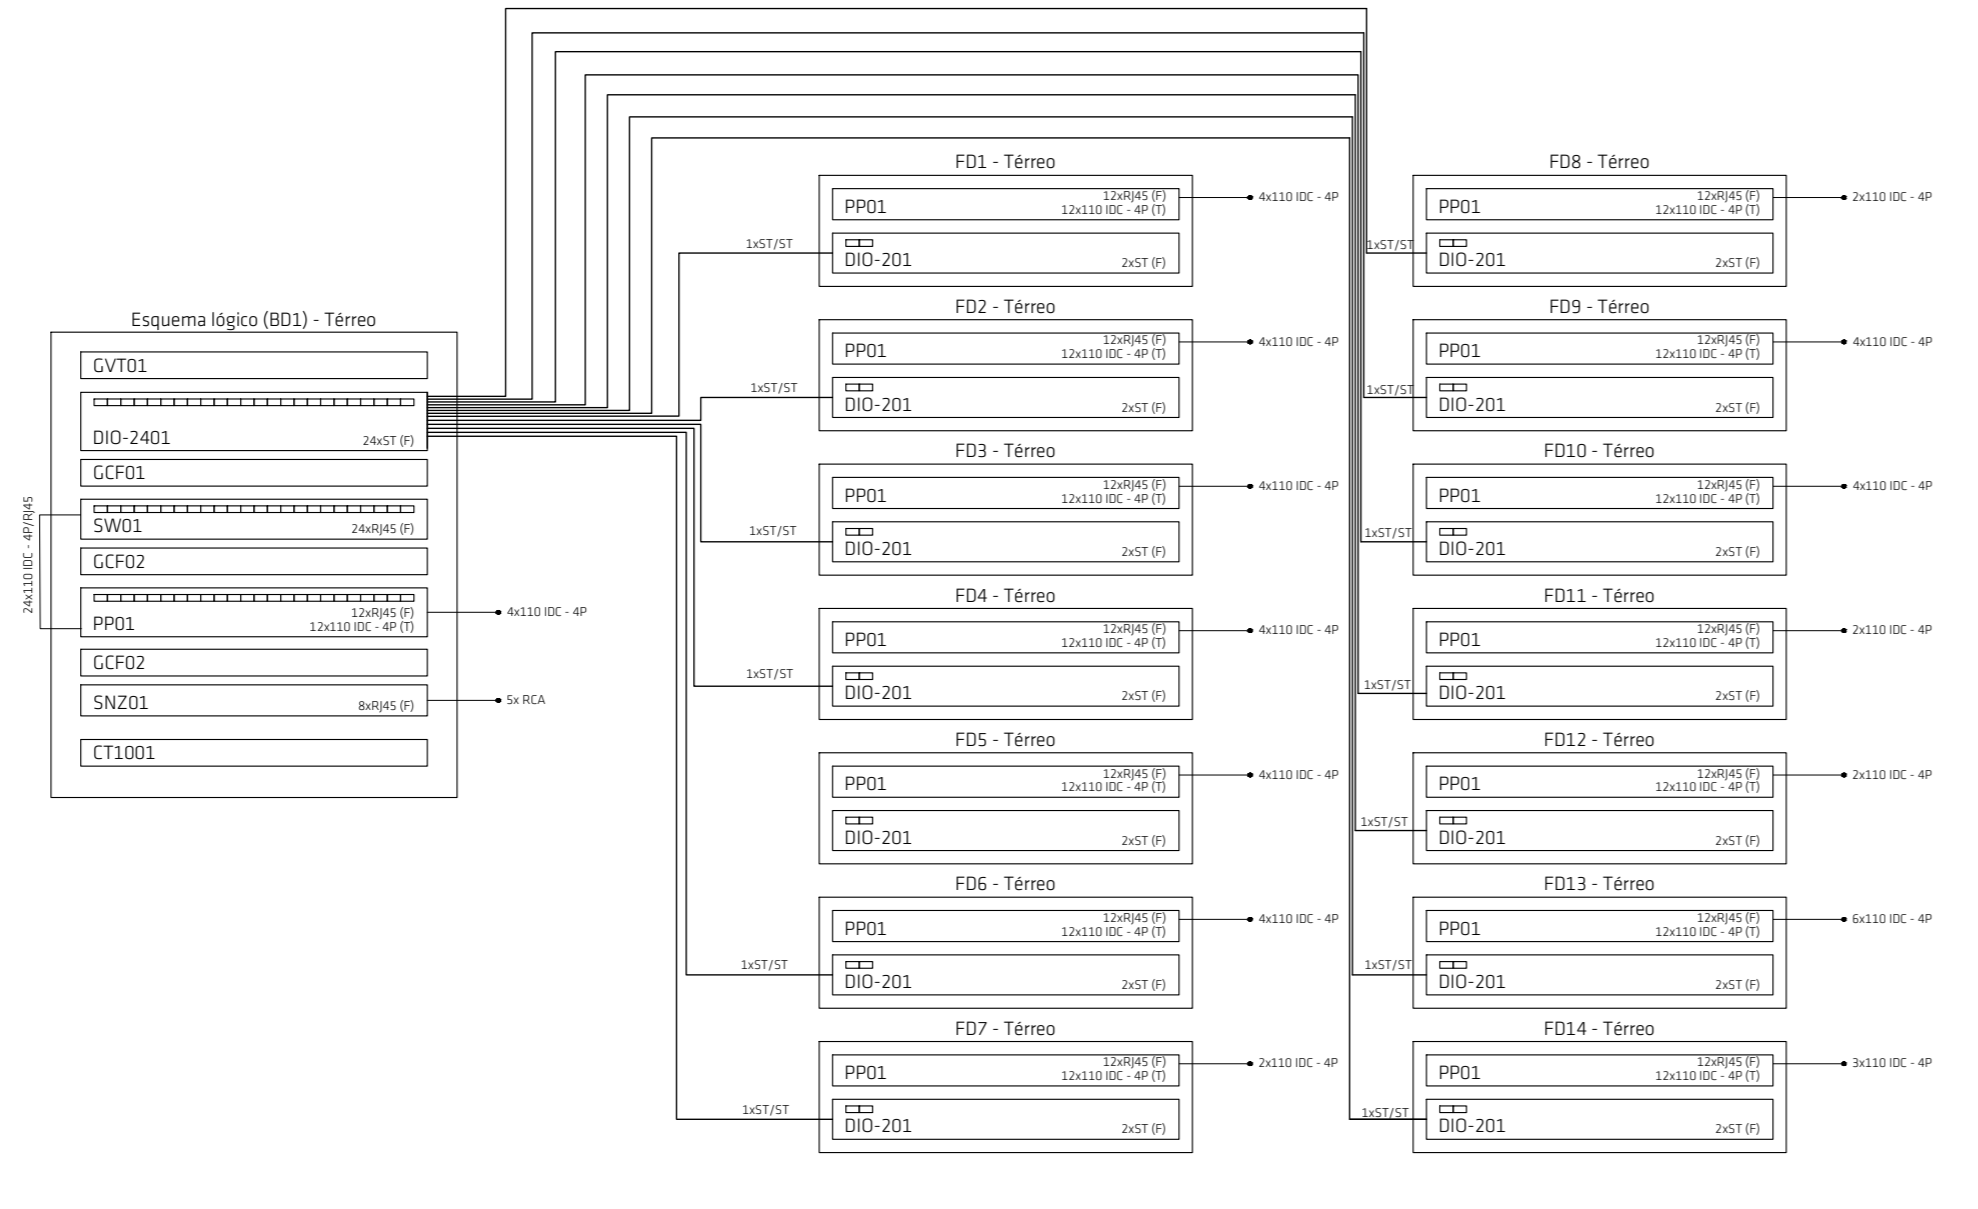 Esquema lógico (BD1) - Térreo
GVT01
DIO-2401
24xST (F)
GCF01
SW01
24xRJ45 (F)
GCF02
24x110 IDC - 4P/RJ45
PP01
12xRJ45 (F)
12x110 IDC - 4P (T)
4x110 IDC - 4P
GCF02
SNZ01
8xRJ45 (F)
5x RCA
CT1001
FD1 - Térreo
PP01
12xRJ45 (F)
12x110 IDC - 4P (T)
4x110 IDC - 4P
1xST/ST
DIO-201
2xST (F)
FD2 - Térreo
PP01
12xRJ45 (F)
12x110 IDC - 4P (T)
4x110 IDC - 4P
1xST/ST
DIO-201
2xST (F)
FD3 - Térreo
PP01
12xRJ45 (F)
12x110 IDC - 4P (T)
4x110 IDC - 4P
1xST/ST
DIO-201
2xST (F)
FD4 - Térreo
PP01
12xRJ45 (F)
12x110 IDC - 4P (T)
4x110 IDC - 4P
1xST/ST
DIO-201
2xST (F)
FD5 - Térreo
PP01
12xRJ45 (F)
12x110 IDC - 4P (T)
4x110 IDC - 4P
DIO-201
2xST (F)
FD6 - Térreo
PP01
12xRJ45 (F)
12x110 IDC - 4P (T)
4x110 IDC - 4P
1xST/ST
DIO-201
2xST (F)
FD7 - Térreo
PP01
12xRJ45 (F)
12x110 IDC - 4P (T)
2x110 IDC - 4P
1xST/ST
DIO-201
2xST (F)
FD8 - Térreo
PP01
12xRJ45 (F)
12x110 IDC - 4P (T)
2x110 IDC - 4P
1xST/ST
DIO-201
2xST (F)
FD9 - Térreo
PP01
12xRJ45 (F)
12x110 IDC - 4P (T)
4x110 IDC - 4P
1xST/ST
DIO-201
2xST (F)
FD10 - Térreo
PP01
12xRJ45 (F)
12x110 IDC - 4P (T)
4x110 IDC - 4P
1xST/ST
DIO-201
2xST (F)
FD11 - Térreo
PP01
12xRJ45 (F)
12x110 IDC - 4P (T)
2x110 IDC - 4P
1xST/ST
DIO-201
2xST (F)
FD12 - Térreo
PP01
12xRJ45 (F)
12x110 IDC - 4P (T)
2x110 IDC - 4P
1xST/ST
DIO-201
2xST (F)
FD13 - Térreo
PP01
12xRJ45 (F)
12x110 IDC - 4P (T)
6x110 IDC - 4P
1xST/ST
DIO-201
2xST (F)
FD14 - Térreo
PP01
12xRJ45 (F)
12x110 IDC - 4P (T)
3x110 IDC - 4P
1xST/ST
DIO-201
2xST (F)